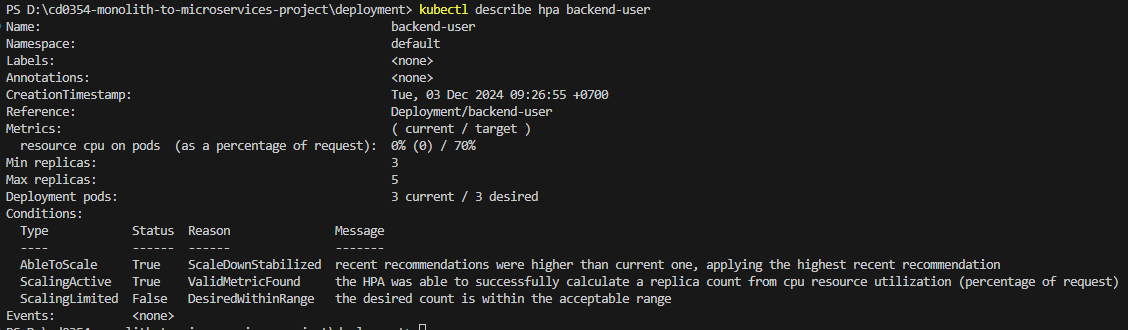 PS D:\cd0354-monolith-to-microservices-project\deployment> kubectl describe hpa backend-user
Name: backend-user
Namespace: default
Labels: <none>
Annotations: <none>
CreationTimestamp: Tue, 03 Dec 2024 09:26:55 +0700
Reference: Deployment/backend-user
Metrics: ( current / target )
  resource cpu on pods  (as a percentage of request):  0% (0) / 70%
Min replicas: 3
Max replicas: 5
Deployment pods: 3 current / 3 desired
Conditions:
  Type            Status  Reason              Message
  ----            ------  ------              -------
  AbleToScale     True    ScaleDownStabilized  recent recommendations were higher than current one, applying the highest recent recommendation
  ScalingActive   True    ValidMetricFound    the HPA was able to successfully calculate a replica count from cpu resource utilization (percentage of request)
  ScalingLimited  False   DesiredWithinRange  the desired count is within the acceptable range
Events:           <none>